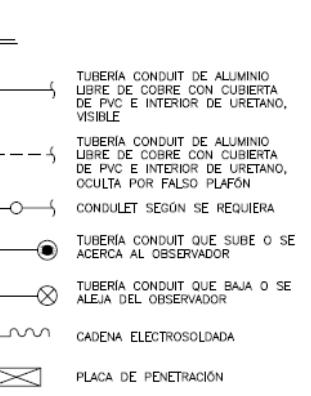 TUBERÍA CONDUIT DE ALUMINIO
LIBRE DE COBRE CON CUBIERTA
DE PVC E INTERIOR DE URETANO,
VISIBLE
TUBERÍA CONDUIT DE ALUMINIO
LIBRE DE COBRE CON CUBIERTA
DE PVC E INTERIOR DE URETANO,
OCULTA POR FALSO PLAFÓN
CONDULET SEGÚN SE REQUIERA
TUBERÍA CONDUIT QUE SUBE O SE
ACERCA AL OBSERVADOR
TUBERÍA CONDUIT QUE BAJA O SE
ALEJA DEL OBSERVADOR
CADENA ELECTROSOLDADA
PLACA DE PENETRACIÓN